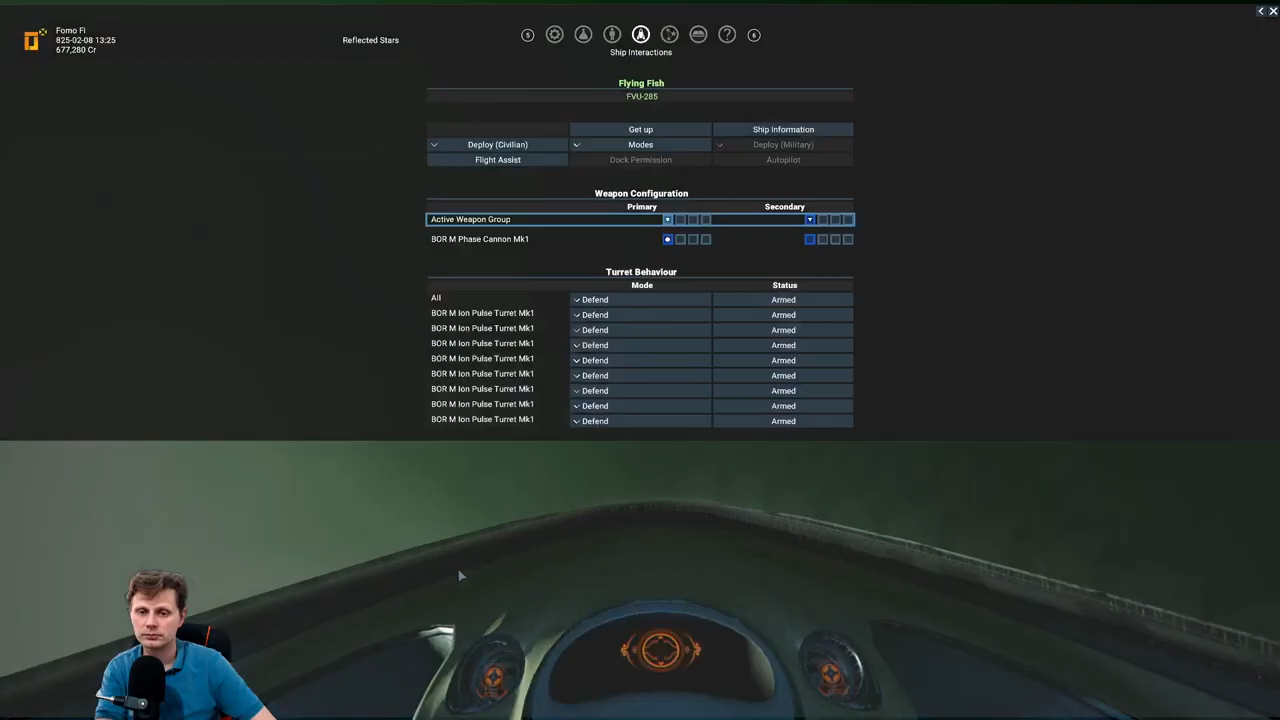 Fomo Fi
825-02-08 13:25
677,280 Cr
Reflected Stars
5
?
6
Ship Interactions
Flying Fish
FVU-285
Get up
Ship Information
Deploy (Civilian)
Modes
Deploy (Military)
Flight Assist
Dock Permission
Autopilot
Weapon Configuration
Primary
Secondary
Active Weapon Group
BOR M Phase Cannon Mk1
Turret Behaviour
Mode
Status
All
Defend
Armed
BOR M Ion Pulse Turret Mk1
Defend
Armed
BOR M Ion Pulse Turret Mk1
Defend
Armed
BOR M Ion Pulse Turret Mk1
Defend
Armed
BOR M Ion Pulse Turret Mk1
Defend
Armed
BOR M Ion Pulse Turret Mk1
Defend
Armed
BOR M Ion Pulse Turret Mk1
Defend
Armed
BOR M Ion Pulse Turret Mk1
Defend
Armed
BOR M Ion Pulse Turret Mk1
Defend
Armed